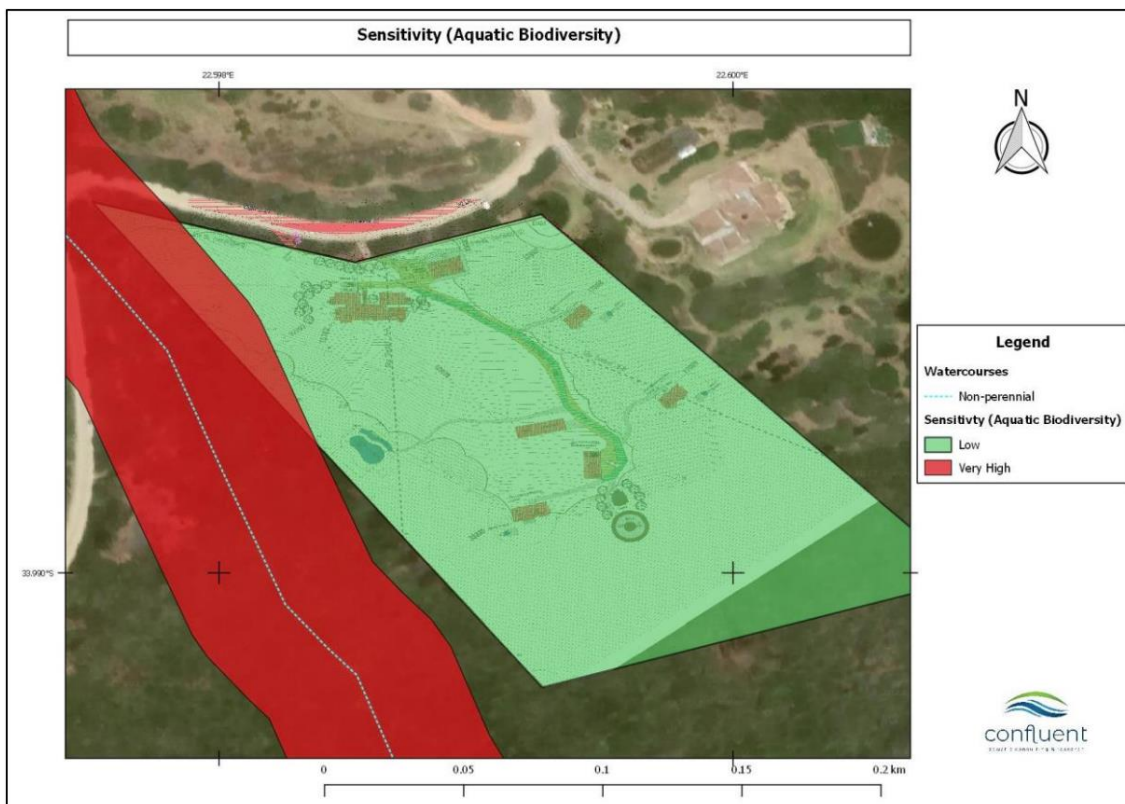 Sensitivity (Aquatic Biodiversity)
22.598°E
22.600°E
N
33.990°S
Legend
Watercourses
Non-perennial
Sensitivty (Aquatic Biodiversity)
Low
Very High
confluent
0
0.05
0.1
0.15
0.2 km